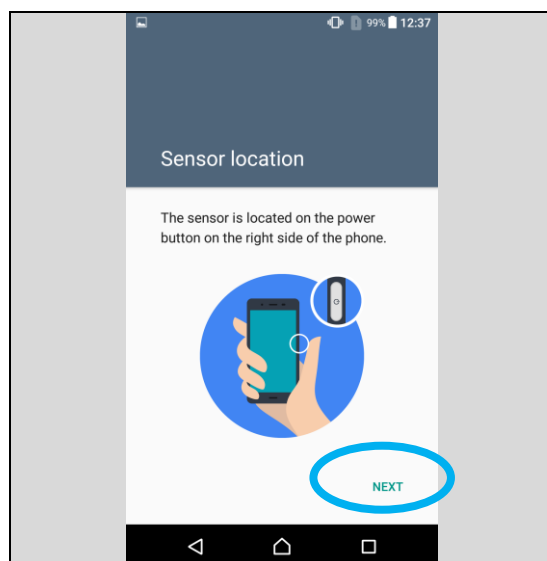 99% 12:37
Sensor location
The sensor is located on the power
button on the right side of the phone.
NEXT